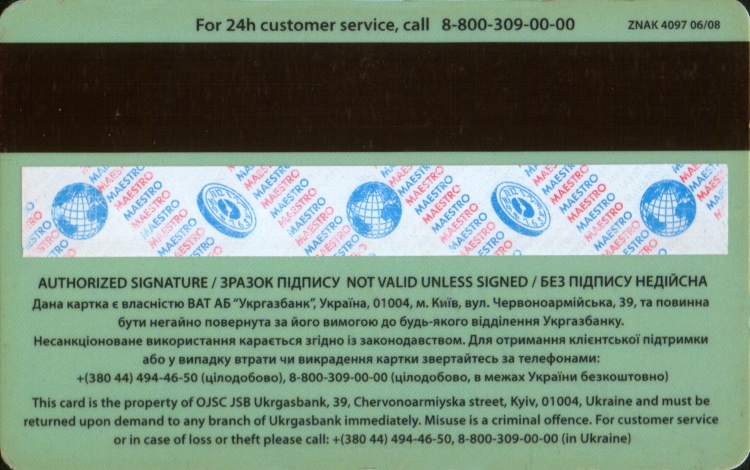 For 24h customer service, call 8-800-309-00-00 ZNAK 4097 06/08
MAESTRO MAESTRO MAESTRO MAESTRO MAESTRO
AUTHORIZED SIGNATURE / ЗРАЗОК ПІДПИСУ NOT VALID UNLESS SIGNED / БЕЗ ПІДПИСУ НЕДІЙСНА
Дана картка є власністю ВАТ АБ "Укргазбанк", Україна, 01004, м. Київ, вул. Червоноармійська, 39, та повинна
бути негайно повернута за його вимогою до будь-якого відділення Укргазбанку.
Несанкціоноване використання карається згідно із законодавством. Для отримання клієнтської підтримки
або у випадку втрати чи викрадення картки звертайтесь за телефонами:
+(380 44) 494-46-50 (цілодобово), 8-800-309-00-00 (цілодобово, в межах України безкоштовно)
This card is the property of OJSC JSB Ukrgasbank, 39, Chervonoarmiyska street, Kyiv, 01004, Ukraine and must be
returned upon demand to any branch of Ukrgasbank immediately. Misuse is a criminal offence. For customer service
or in case of loss or theft please call: +(380 44) 494-46-50, 8-800-309-00-00 (in Ukraine)